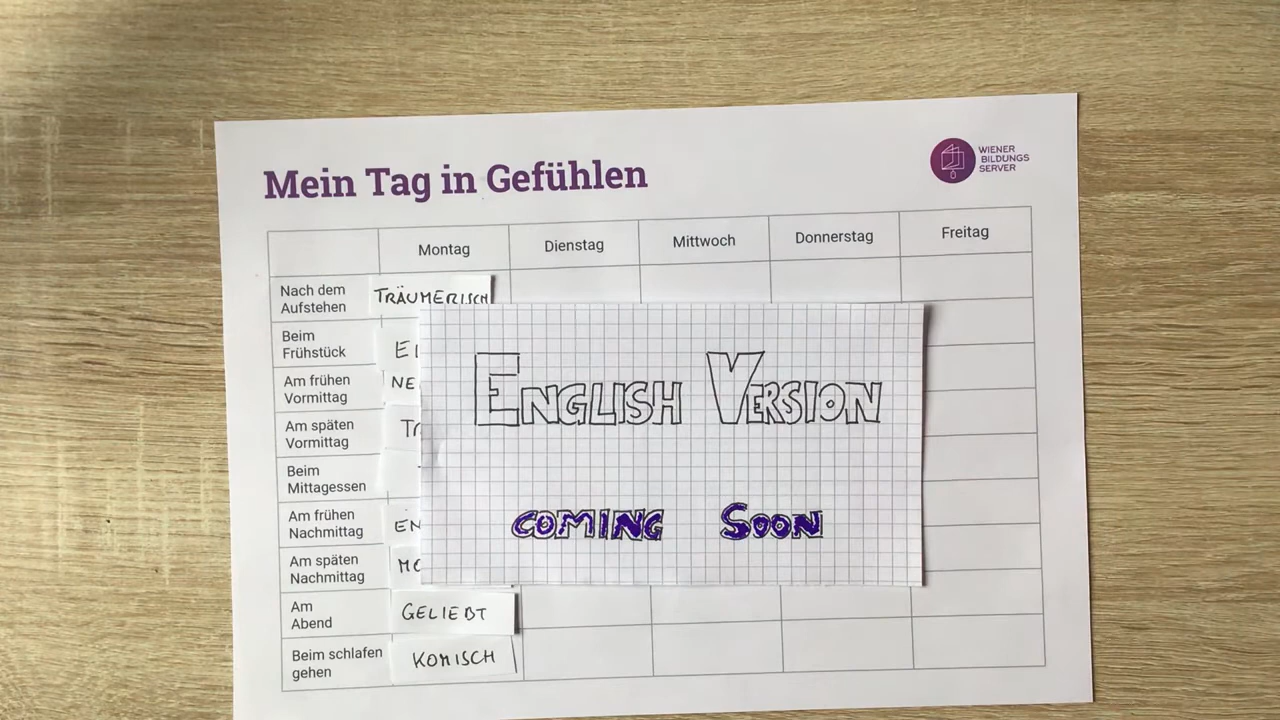 Mein Tag in Gefühlen
WIENER
BILDUNGS
SERVER
Montag Dienstag Mittwoch Donnerstag Freitag
Nach dem
Aufstehen
TRÄUMERISCH
Beim
Frühstück
Am frühen
Vormittag
Am späten
Vormittag
Beim
Mittagessen
Am frühen
Nachmittag
Am späten
Nachmittag
Am
Abend
GELIEBT
Beim schlafen
gehen
KOMISCH
ENGLISH VERSION
COMING SOON